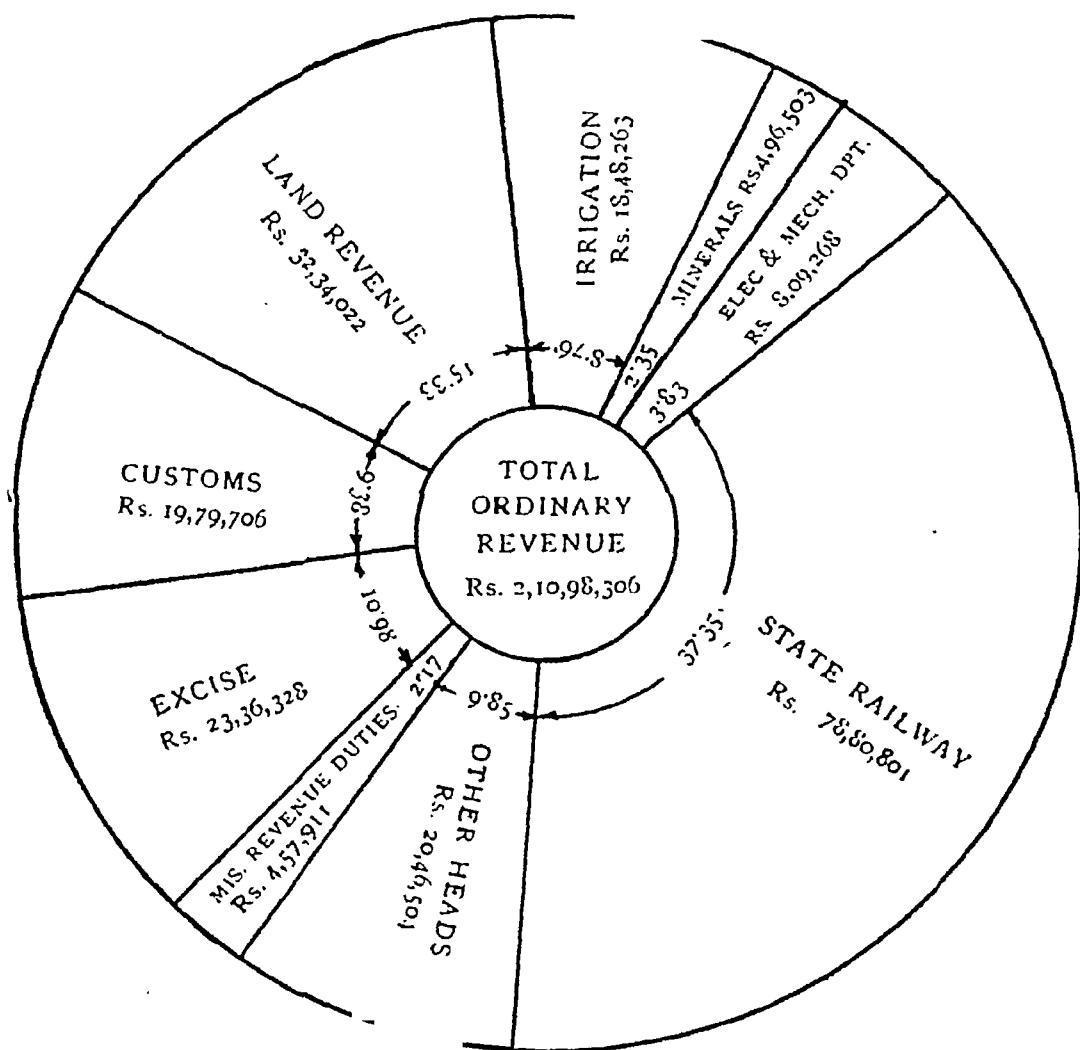 LAND REVENUE
Rs. 32,34,022
15·33
IRRIGATION
Rs. 18,48,263
8·76
MINERALS Rs.4,96,503
2·35
ELEC & MECH. DPT.
Rs. 8,09,268
3·83
CUSTOMS
Rs. 19,79,706
9·38
TOTAL
ORDINARY
REVENUE
Rs. 2,10,98,306
STATE RAILWAY
Rs. 78,80,801
37·35
EXCISE
Rs. 23,36,328
10·98
MIS. REVENUE DUTIES· 2·17
Rs. 4,57,911
OTHER HEADS
Rs. 20,46,504
9·85